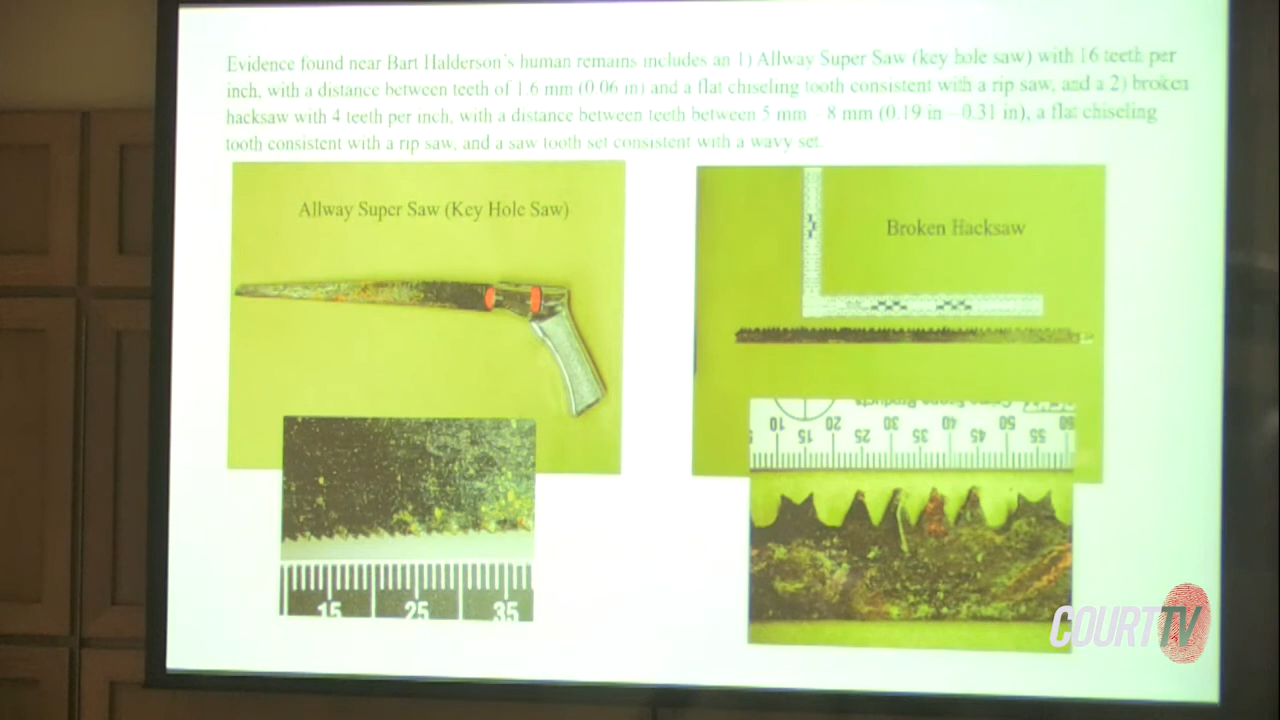 Evidence found near Bart Halderson's human remains includes an 1) Allway Super Saw (key hole saw) with 16 teeth per
inch, with a distance between teeth of 1.6 mm (0.06 in) and a flat chiseling tooth consistent with a rip saw, and a 2) broken
hacksaw with 4 teeth per inch, with a distance between teeth between 5 mm - 8 mm (0.19 in - 0.31 in), a flat chiseling
tooth consistent with a rip saw, and a saw tooth set consistent with a wavy set.
Allway Super Saw (Key Hole Saw)
Broken Hacksaw
10 15 20 25 30 35 40 45 50 55 60
15 25 35
COURT TV